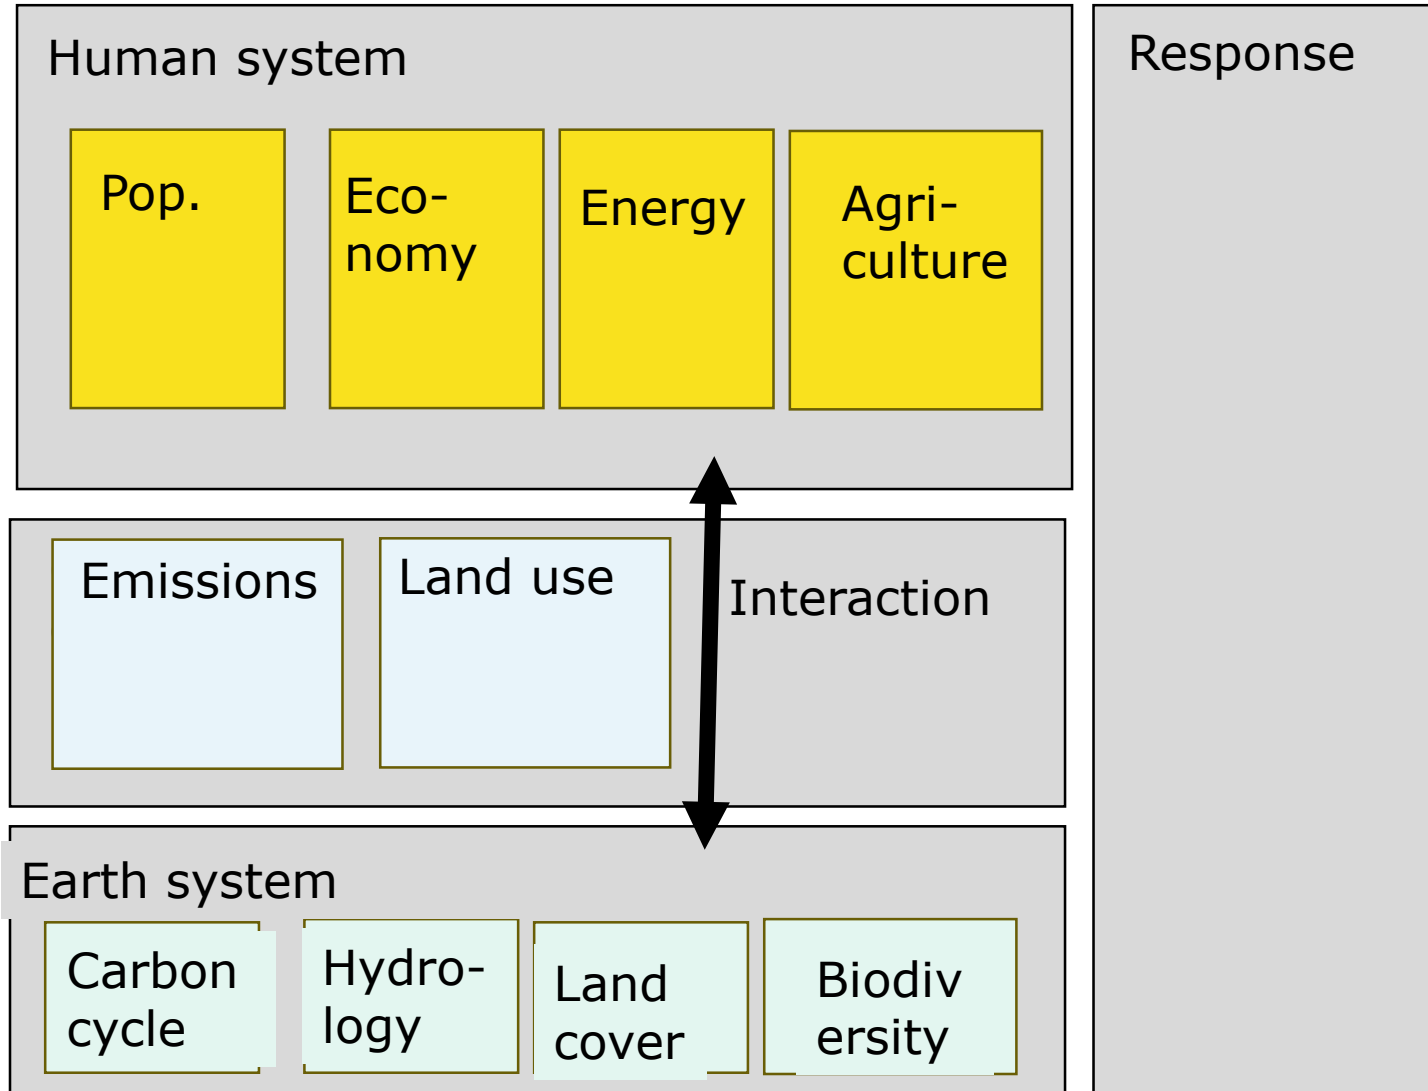 Human system
Pop.
Eco-
nomy
Energy
Agri-
culture
Response
Emissions
Land use
Interaction
Earth system
Carbon
cycle
Hydro-
logy
Land
cover
Biodiv
ersity